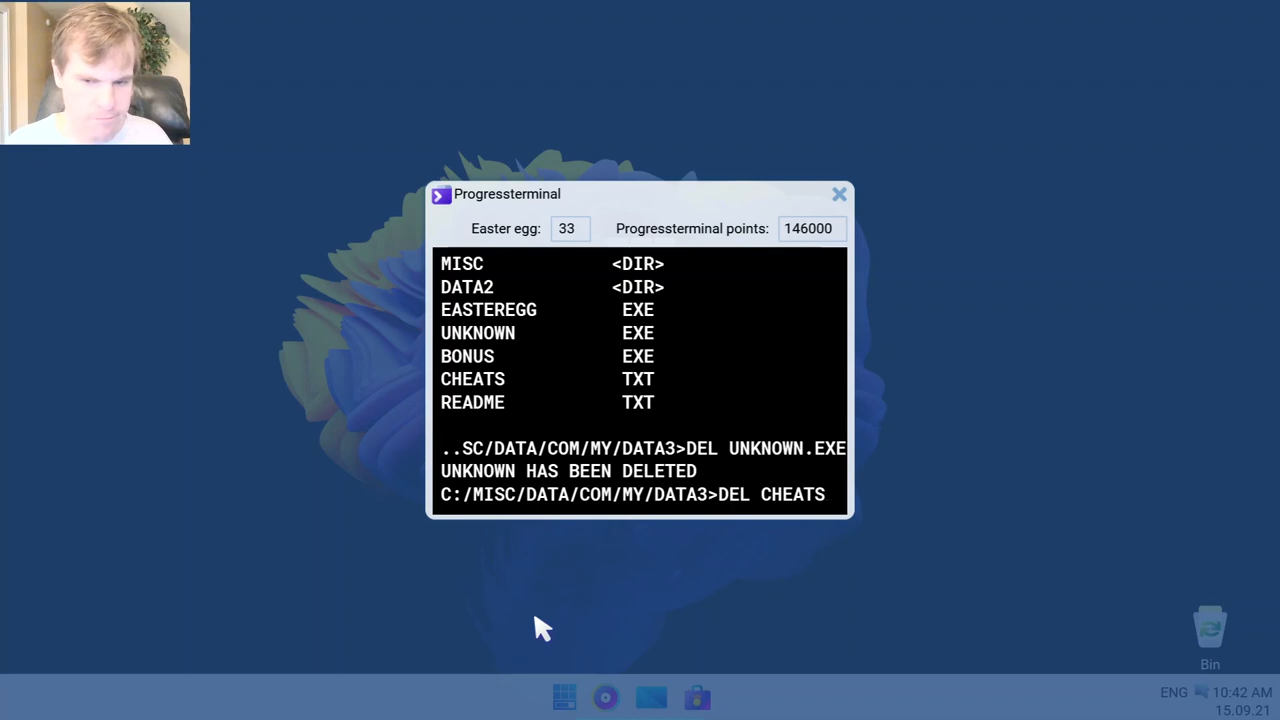 Progressterminal
Easter egg: 33 Progressterminal points: 146000
MISC <DIR>
DATA2 <DIR>
EASTEREGG EXE
UNKNOWN EXE
BONUS EXE
CHEATS TXT
README TXT
..SC/DATA/COM/MY/DATA3>DEL UNKNOWN.EXE
UNKNOWN HAS BEEN DELETED
C:/MISC/DATA/COM/MY/DATA3>DEL CHEATS
Bin
ENG 10:42 AM
15.09.21